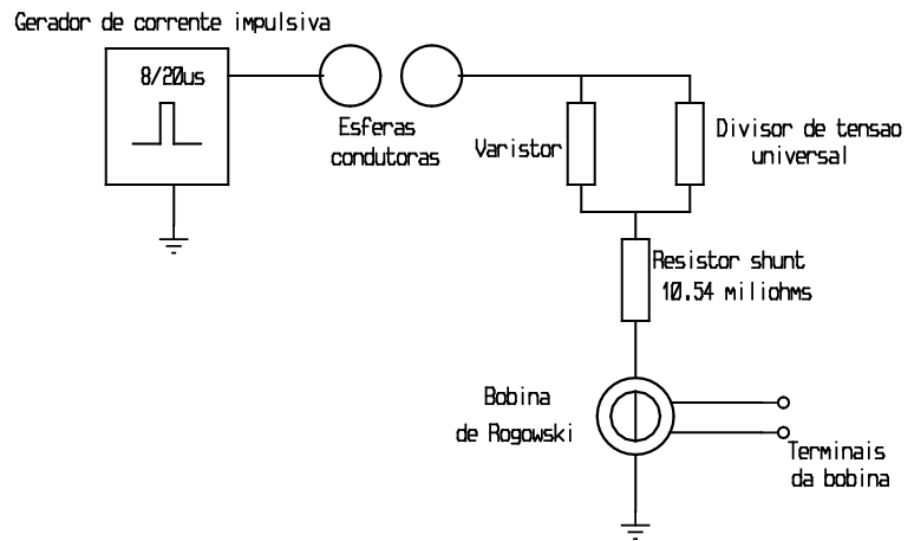 Gerador de corrente impulsiva
8/20us
Esferas
condutoras
Varistor
Divisor de tensao
universal
Resistor shunt
10.54 miliohms
Bobina
de Rogowski
Terminais
da bobina